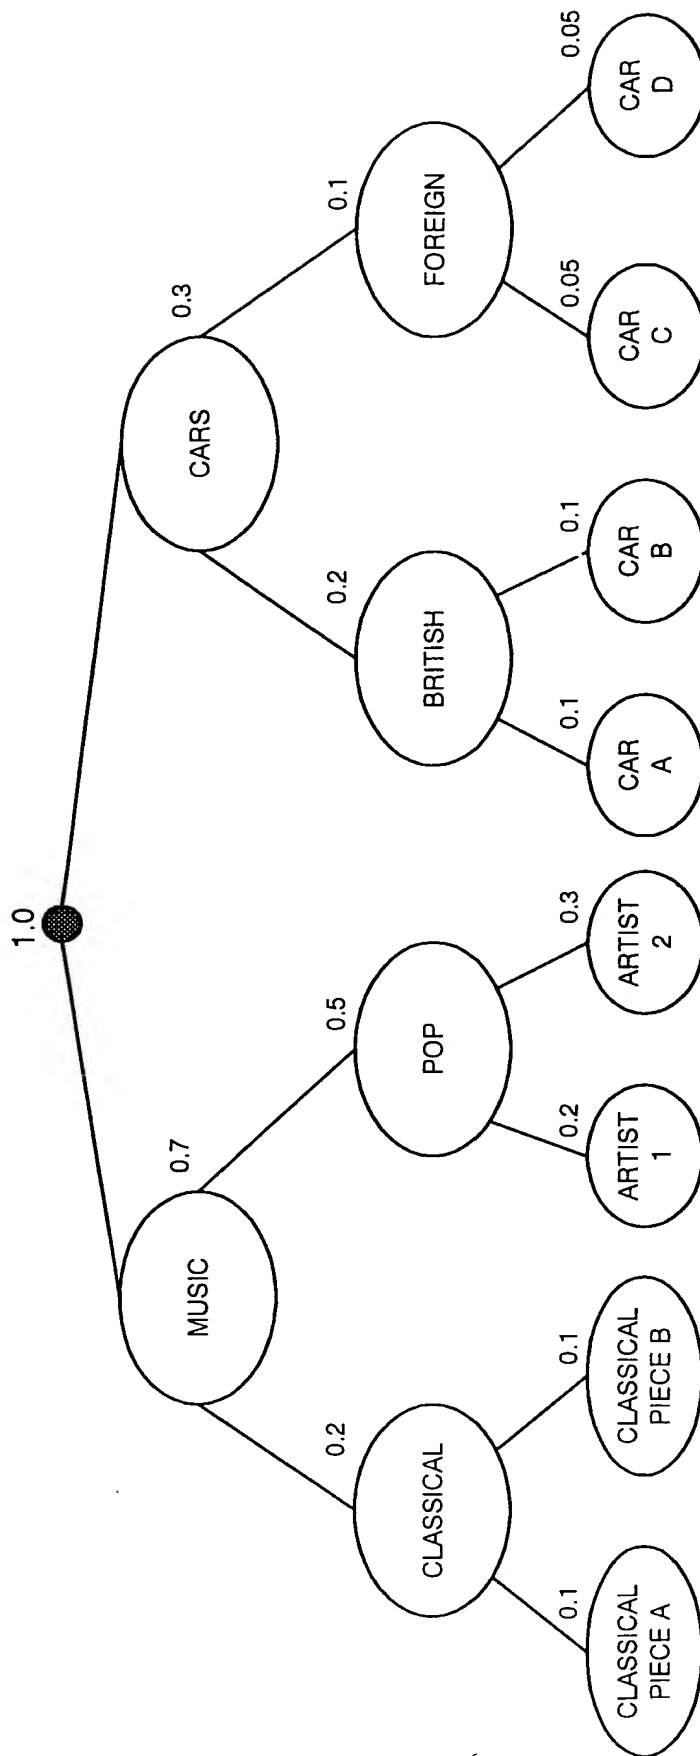 1.0
0.7
MUSIC
0.3
CARS
0.2
CLASSICAL
0.5
POP
0.2
BRITISH
0.1
FOREIGN
0.1
CLASSICAL
PIECE A
0.1
CLASSICAL
PIECE B
0.2
ARTIST
1
0.3
ARTIST
2
0.1
CAR
A
0.1
CAR
B
0.05
CAR
C
0.05
CAR
D